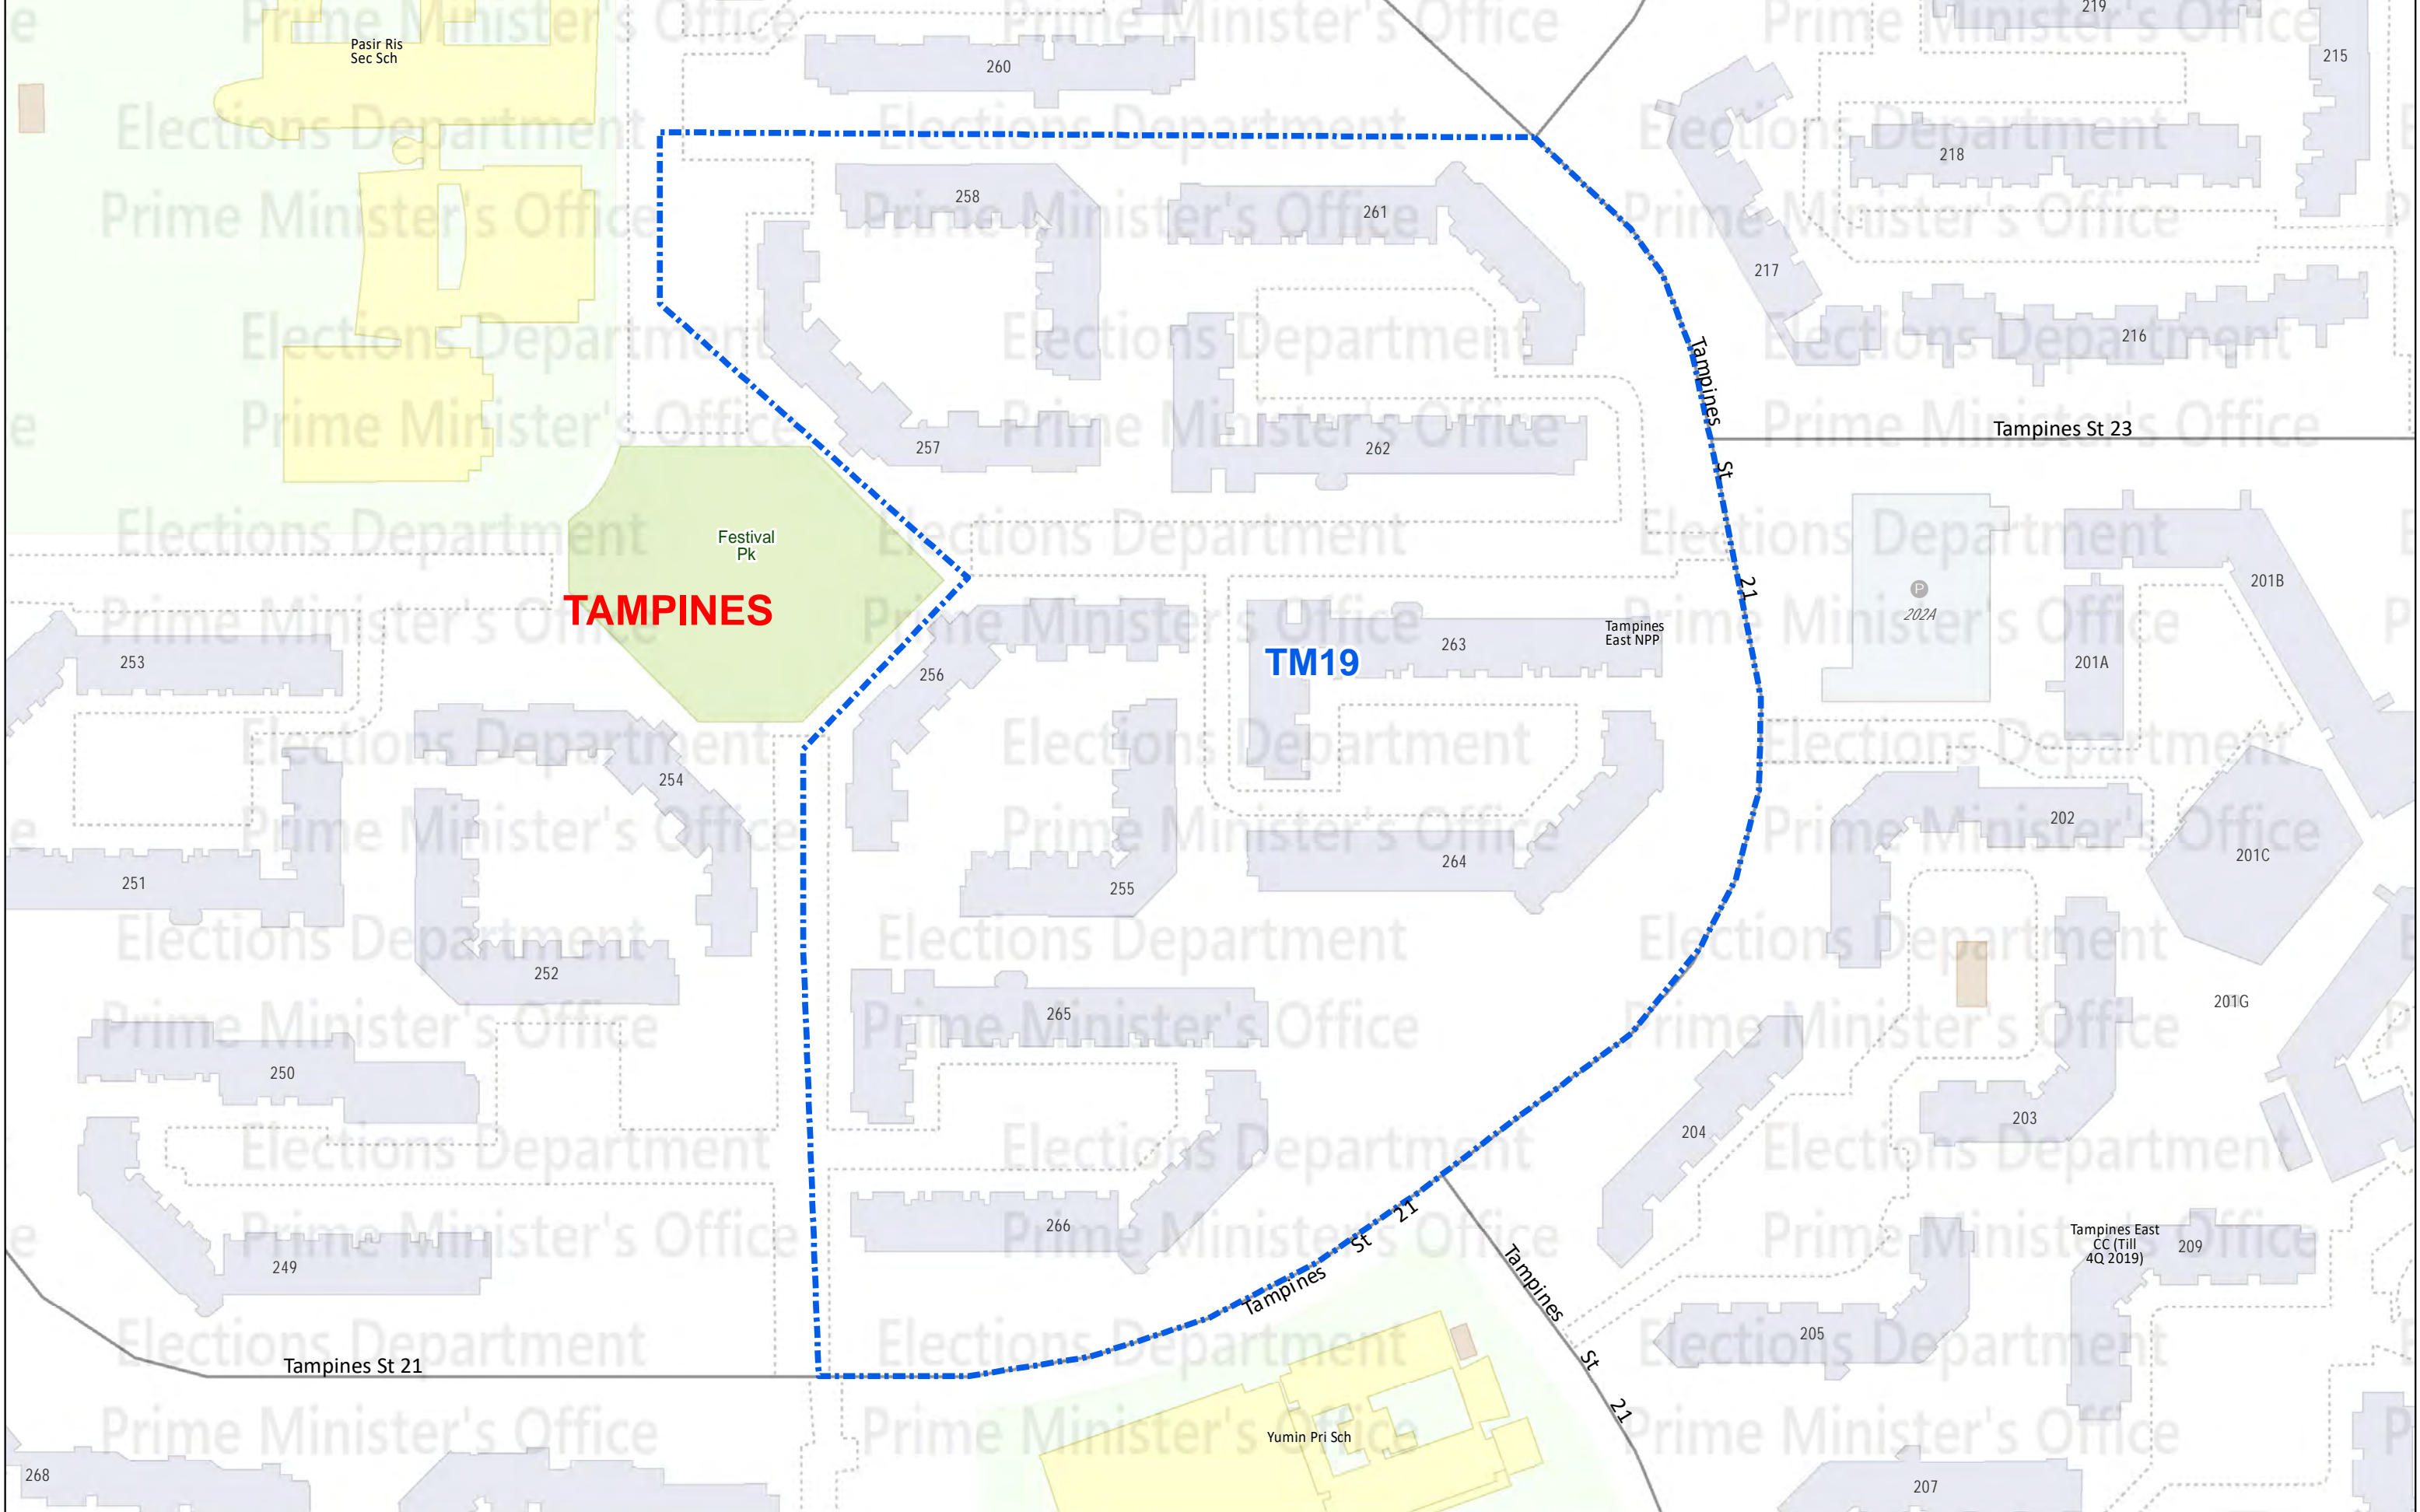 219
Pasir Ris
Sec Sch
215
260
218
258
261
217
216
Tampines St 21
Tampines St 23
257
262
Festival
Pk
TAMPINES
201B
P
202A
Tampines
East NPP
263
TM19
253
201A
256
254
202
201C
264
251
255
252
201G
265
250
203
204
266
Tampines St 21
Tampines St 21
Tampines East
CC (Till
4Q 2019)
209
249
205
Tampines St 21
Yumin Pri Sch
268
207
Elections Department
Prime Minister's Office